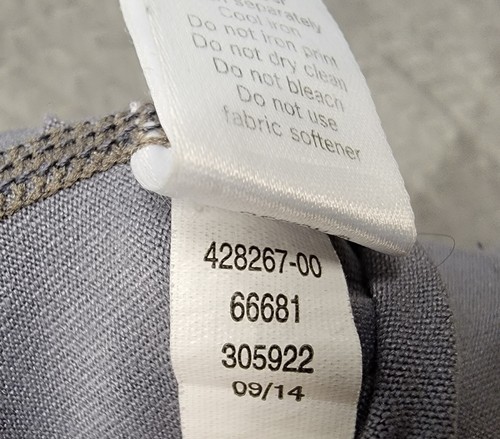 separately
Cool iron
Do not iron print
Do not dry clean
Do not bleach
Do not use
fabric softener
428267-00
66681
305922
09/14